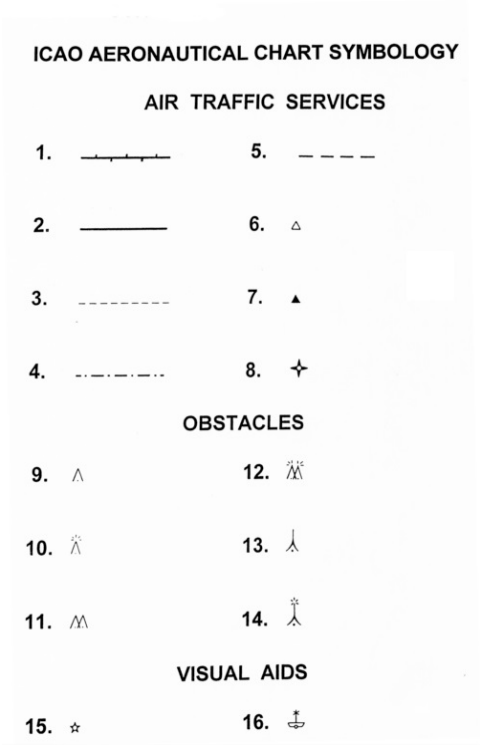 ICAO AERONAUTICAL CHART SYMBOLOGY
AIR TRAFFIC SERVICES
1. 5.
2. 6.
3. 7.
4. 8.
OBSTACLES
9. 12.
10. 13.
11. 14.
VISUAL AIDS
15. 16.